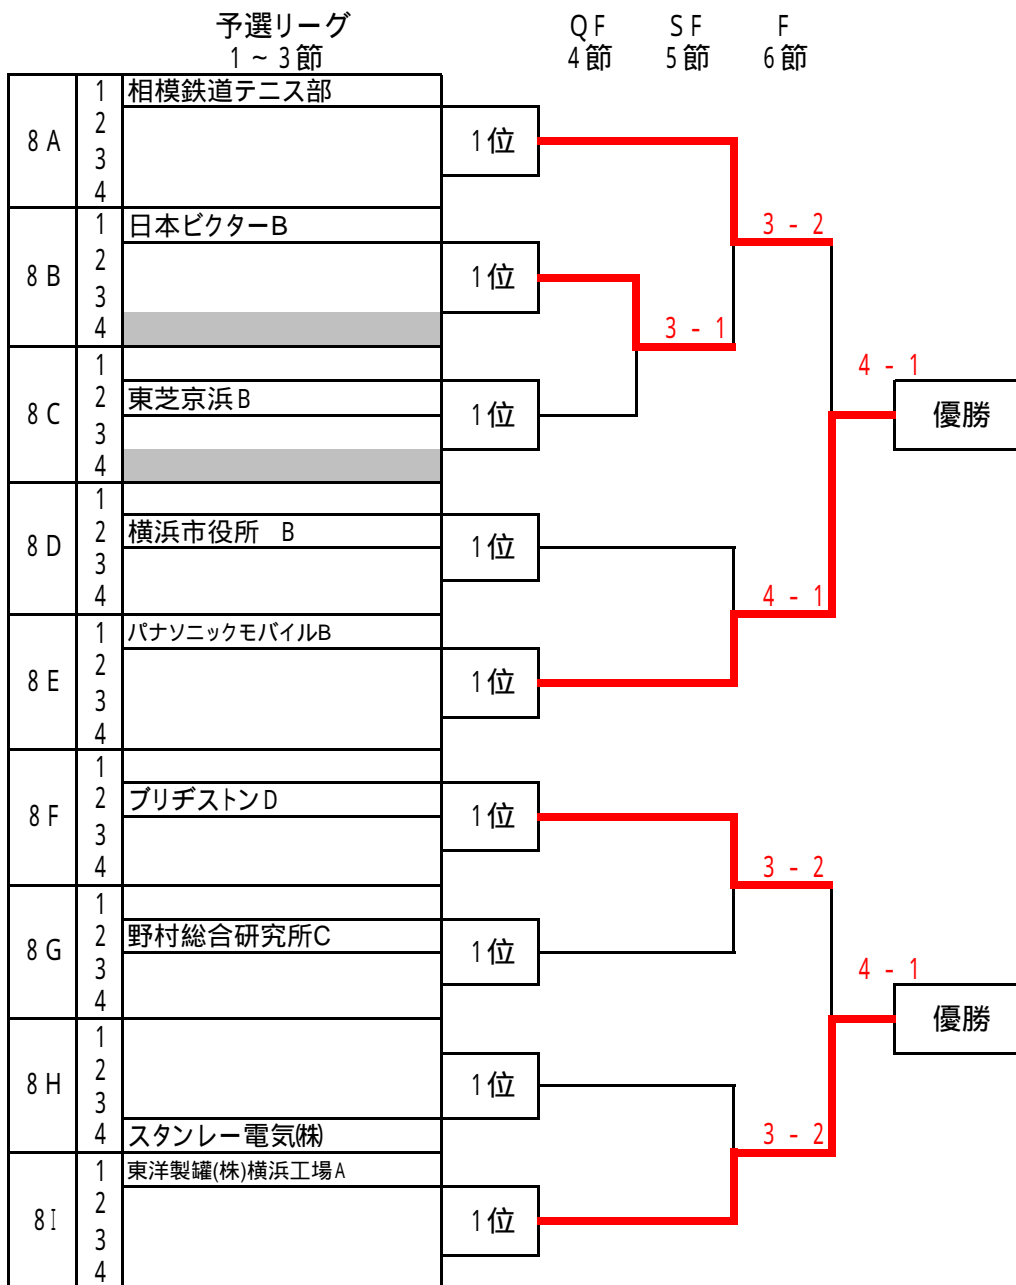 予選リーグ QF SF F
1~3節 4節 5節 6節
8A 1 相模鉄道テニス部
2 1位
3
4
8B 1 日本ビクターB 3-2
2 1位
3
4 3-1
8C 1 4-1
2 東芝京浜B 1位 優勝
3
4
8D 1
2 横浜市役所 B 1位
3
4 4-1
8E 1 パナソニックモバイルB
2 1位
3
4
8F 1
2 ブリヂストンD 1位
3
4 3-2
8G 1
2 野村総合研究所C 1位
3 4-1
4
8H 1 優勝
2 1位
3
4 スタンレー電気㈱ 3-2
8I 1 東洋製罐(株)横浜工場A
2 1位
3
4